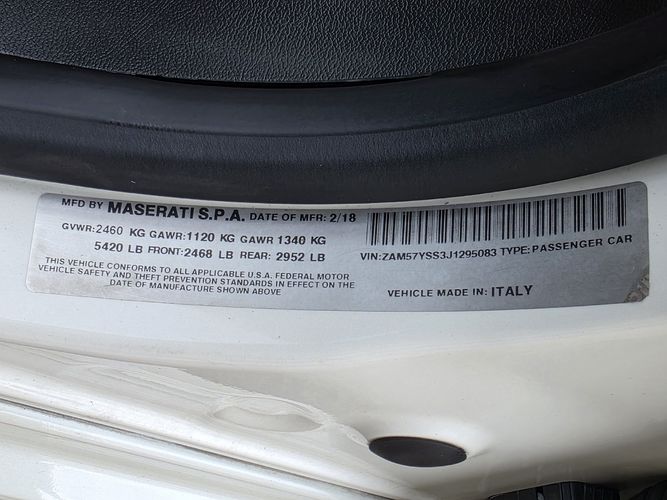 MFD BY MASERATI S.P.A. DATE OF MFR: 2/18
GVWR:2460 KG GAWR:1120 KG GAWR 1340 KG
5420 LB FRONT:2468 LB REAR: 2952 LB
THIS VEHICLE CONFORMS TO ALL APPLICABLE U.S.A. FEDERAL MOTOR
VEHICLE SAFETY AND THEFT PREVENTION STANDARDS IN EFFECT ON THE
DATE OF MANUFACTURE SHOWN ABOVE
VIN:ZAM57YSS3J1295083 TYPE:PASSENGER CAR
VEHICLE MADE IN: ITALY